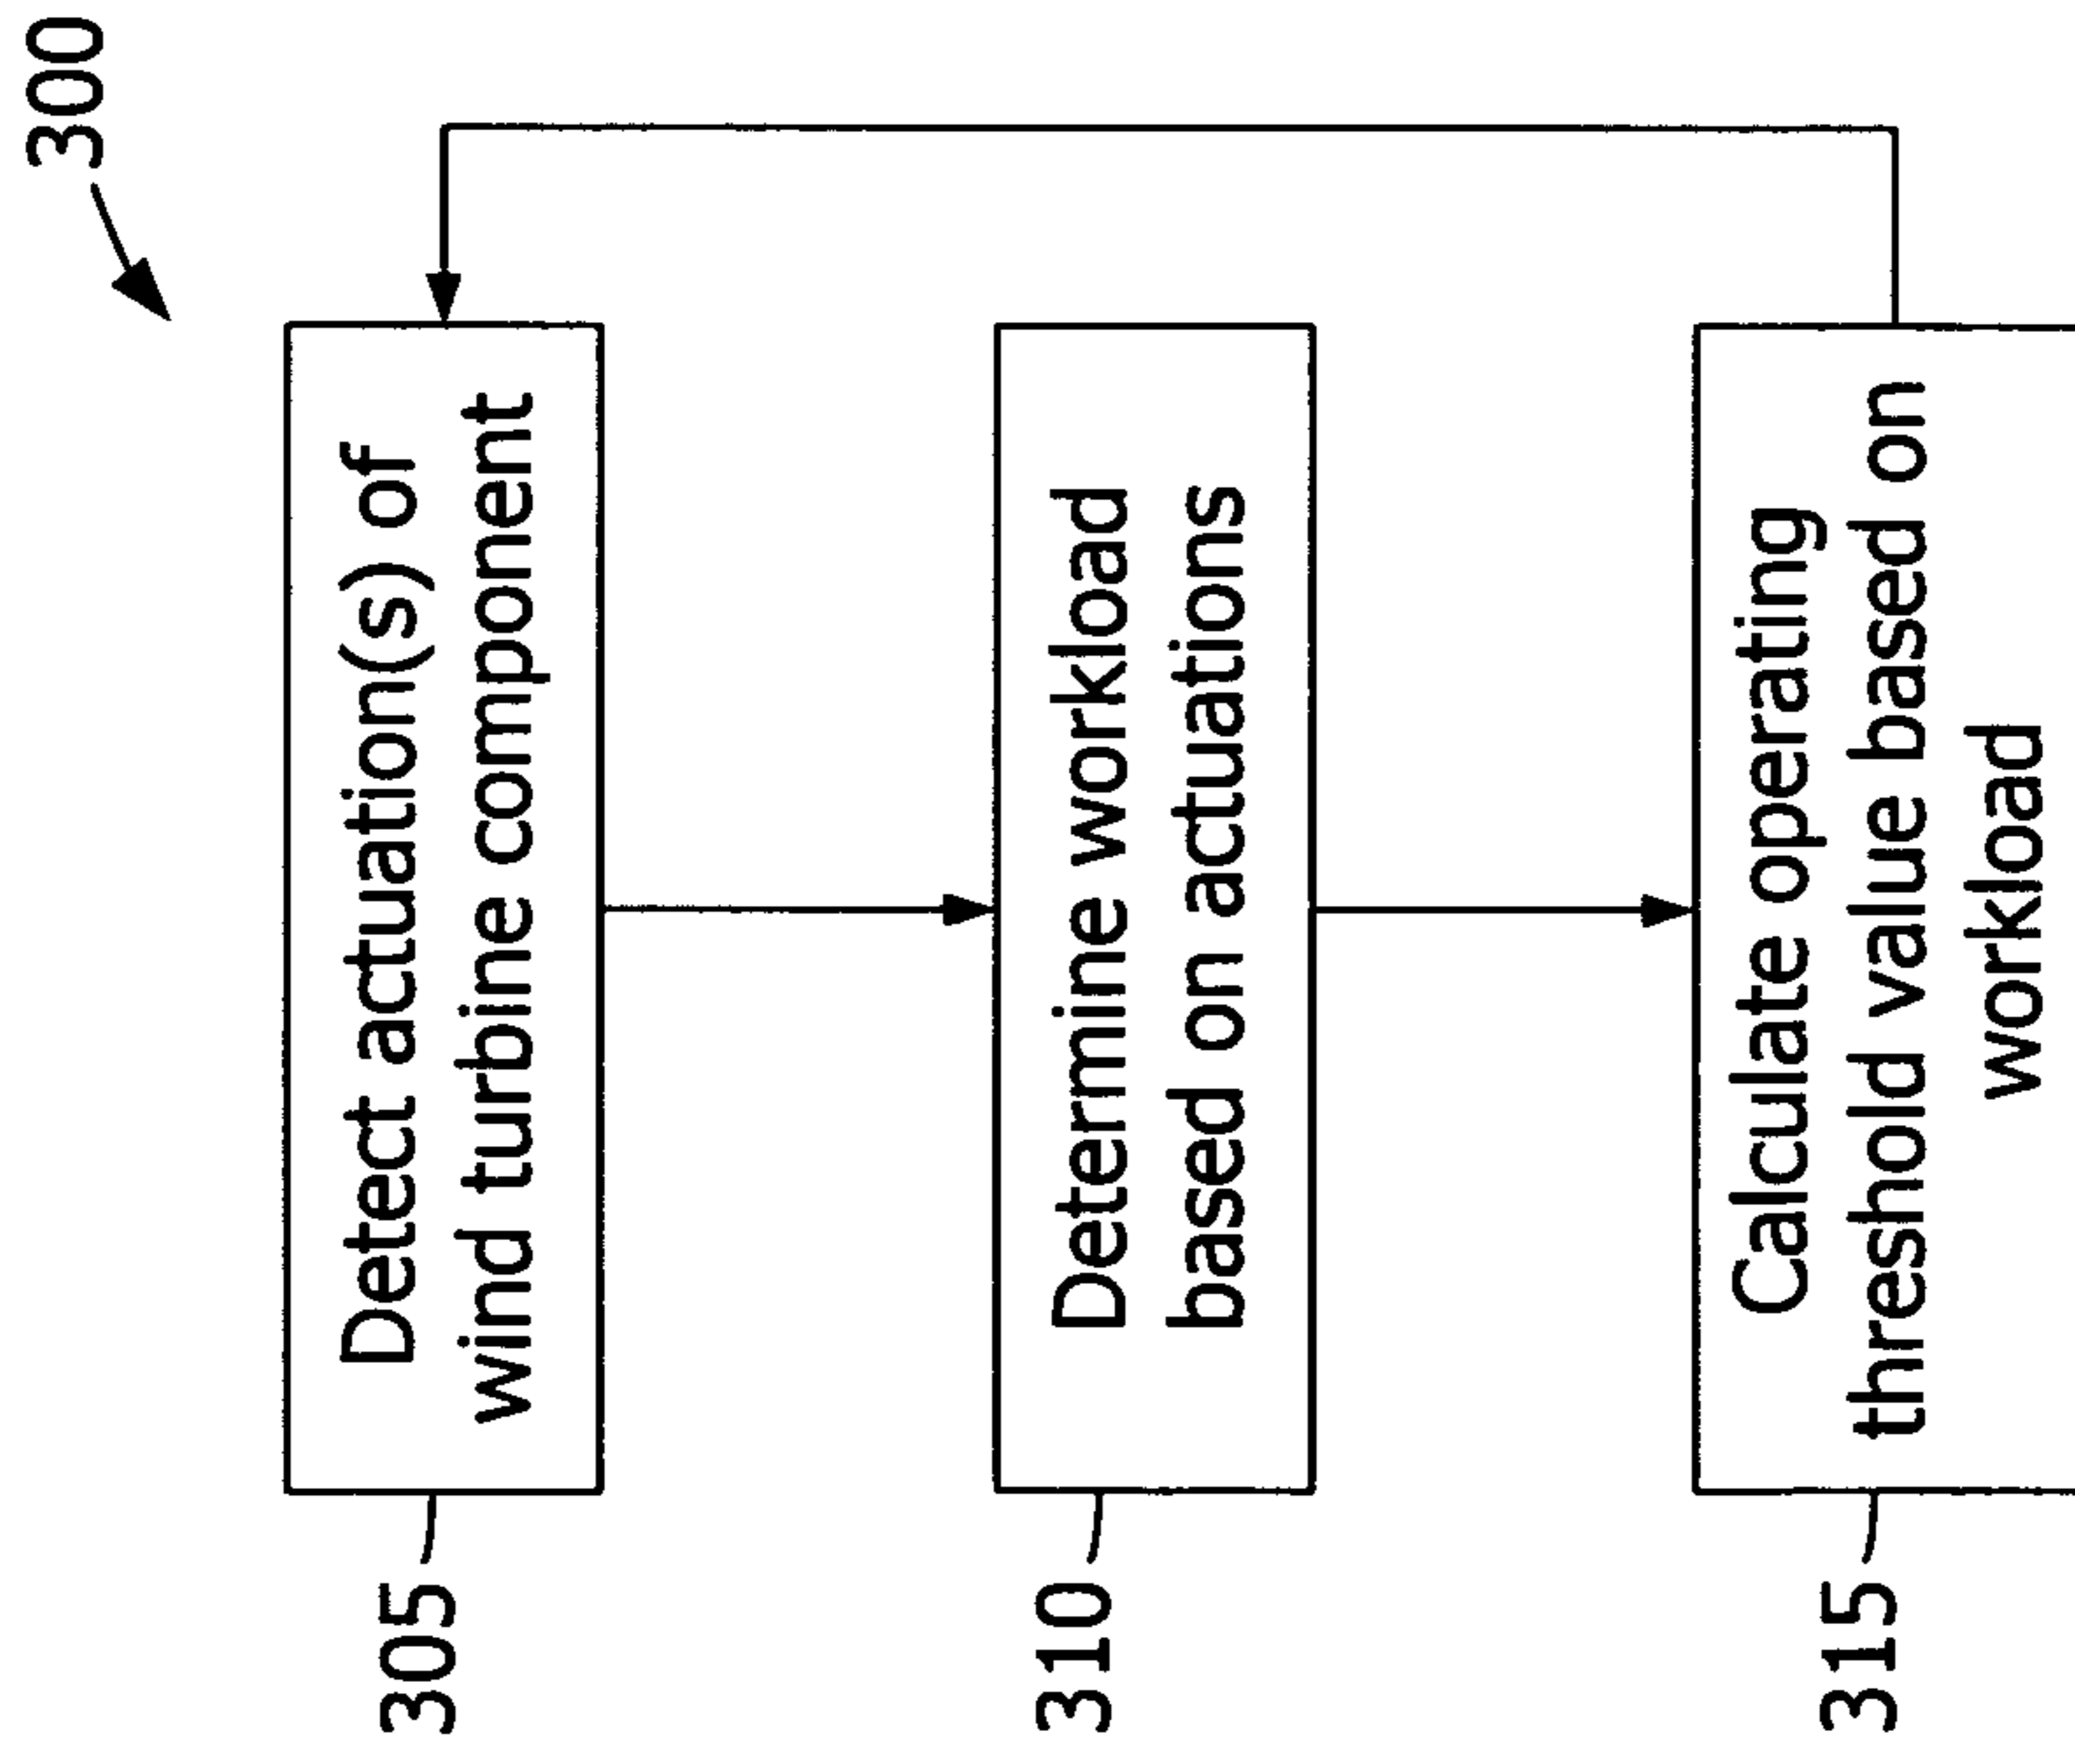 300
305
Detect actuation(s) of
wind turbine component
310
Determine workload
based on actuations
315
Calculate operating
threshold value based on
workload